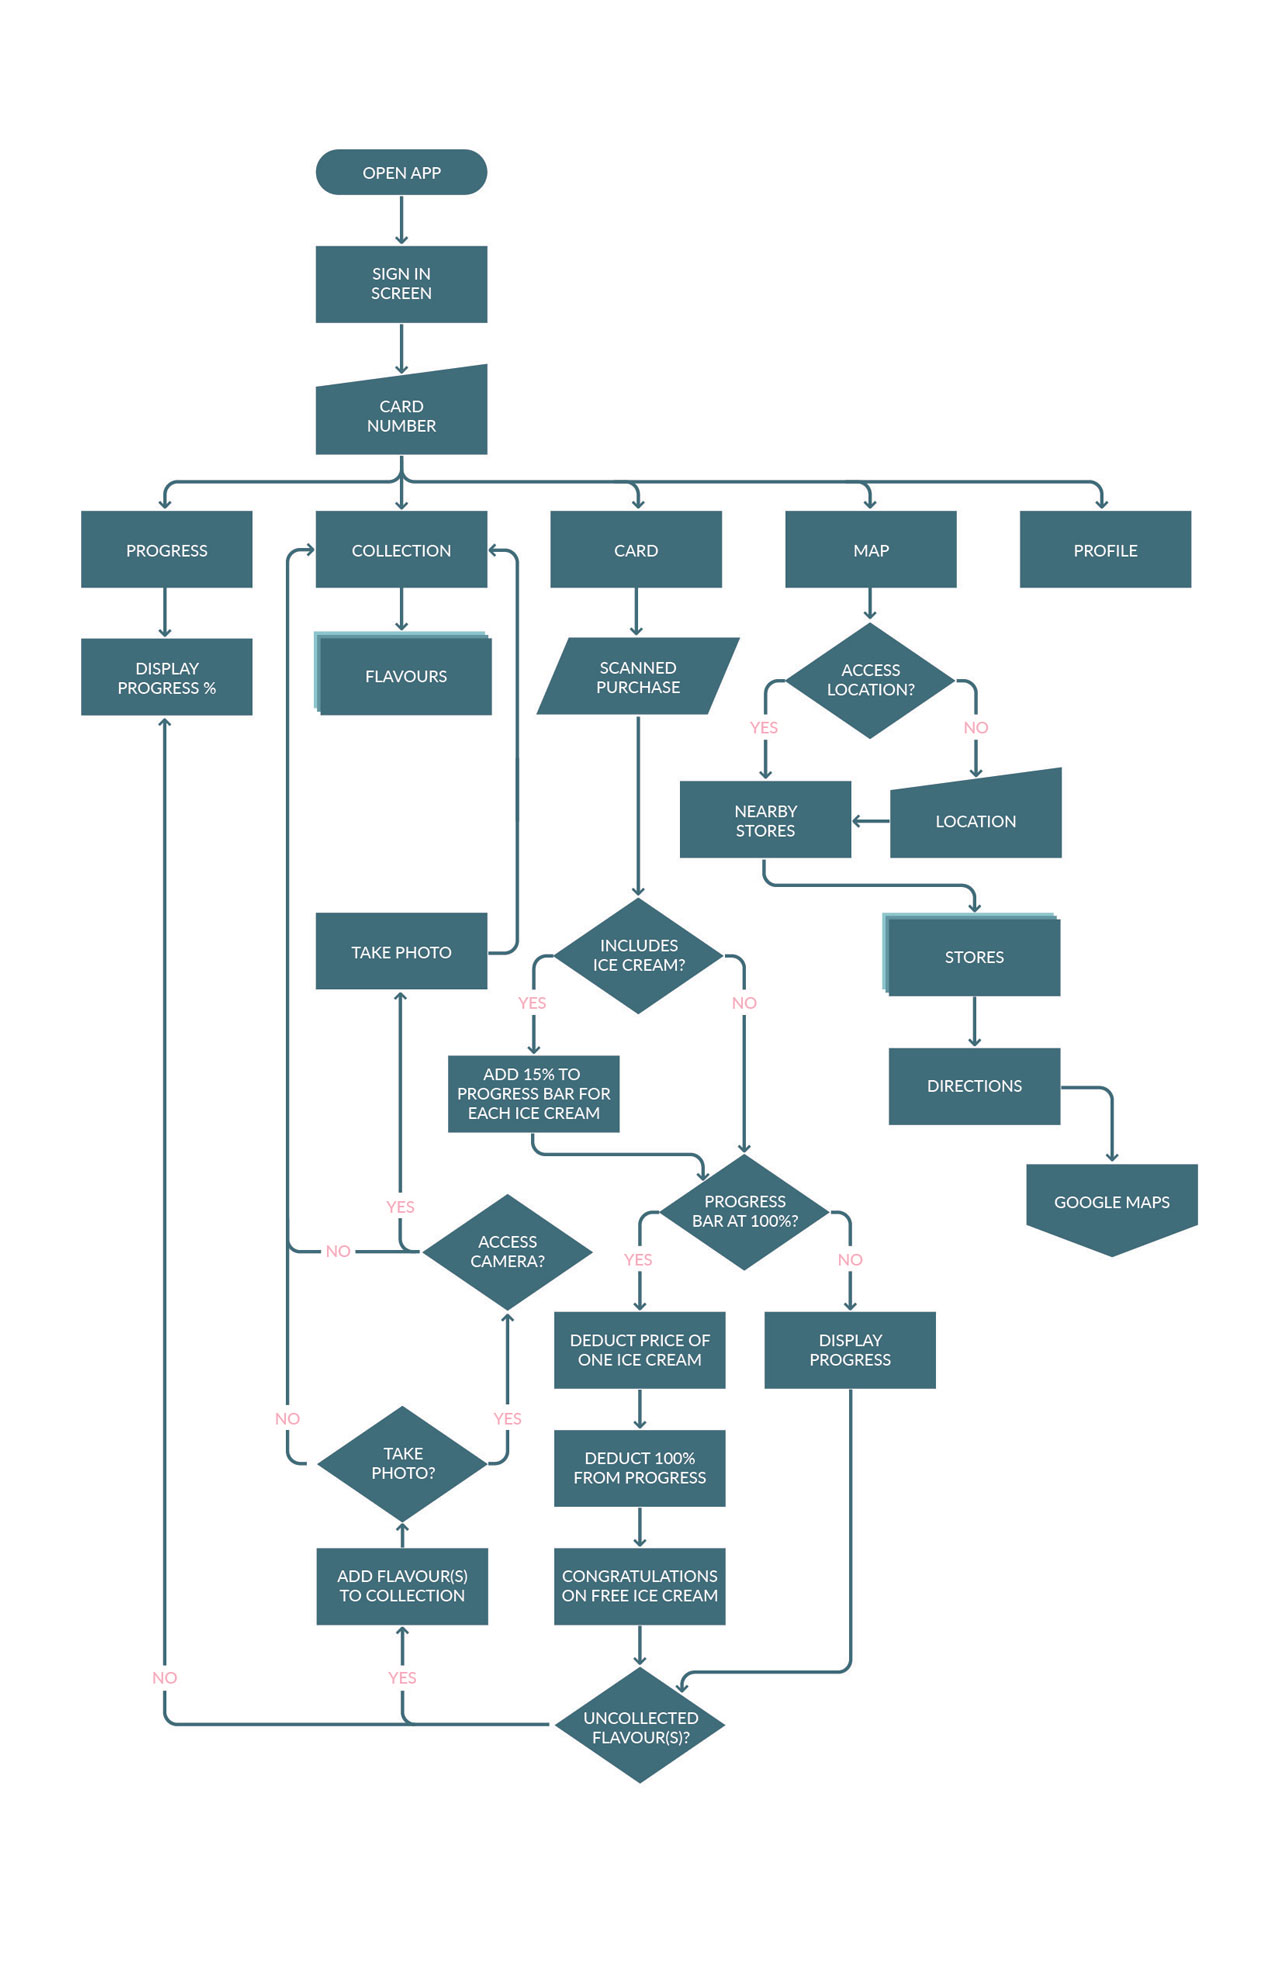 OPEN APP
SIGN IN
SCREEN
CARD
NUMBER
PROGRESS
COLLECTION
CARD
MAP
PROFILE
DISPLAY
PROGRESS %
FLAVOURS
SCANNED
PURCHASE
ACCESS
LOCATION?
YES
NO
NEARBY
STORES
LOCATION
TAKE PHOTO
INCLUDES
ICE CREAM?
STORES
YES
NO
ADD 15% TO
PROGRESS BAR FOR
EACH ICE CREAM
DIRECTIONS
YES
PROGRESS
BAR AT 100%?
GOOGLE MAPS
NO
ACCESS
CAMERA?
YES
NO
DEDUCT PRICE OF
ONE ICE CREAM
DISPLAY
PROGRESS
NO
YES
TAKE
PHOTO?
DEDUCT 100%
FROM PROGRESS
ADD FLAVOUR(S)
TO COLLECTION
CONGRATULATIONS
ON FREE ICE CREAM
NO
YES
UNCOLLECTED
FLAVOUR(S)?